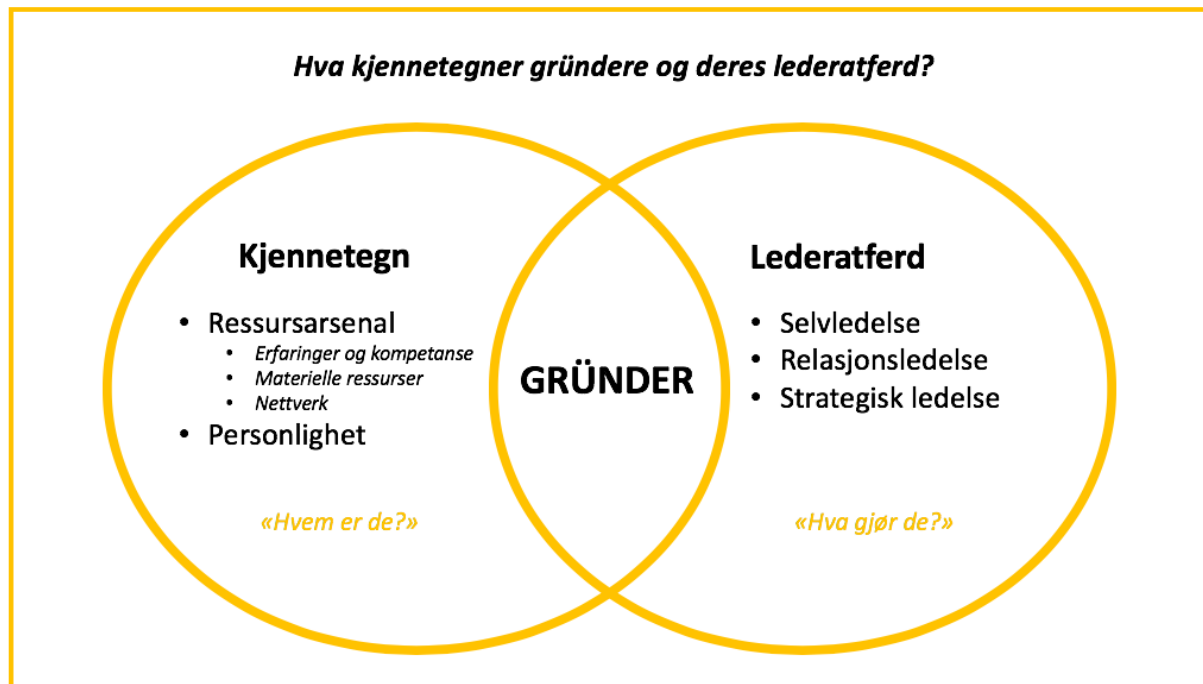 Hva kjennetegner gründere og deres lederatferd?
Kjennetegn
• Ressursarsenal
• Erfaringer og kompetanse
• Materielle ressurser
• Nettverk
• Personlighet
«Hvem er de?»
GRÜNDER
Lederatferd
• Selvledelse
• Relasjonsledelse
• Strategisk ledelse
«Hva gjør de?»